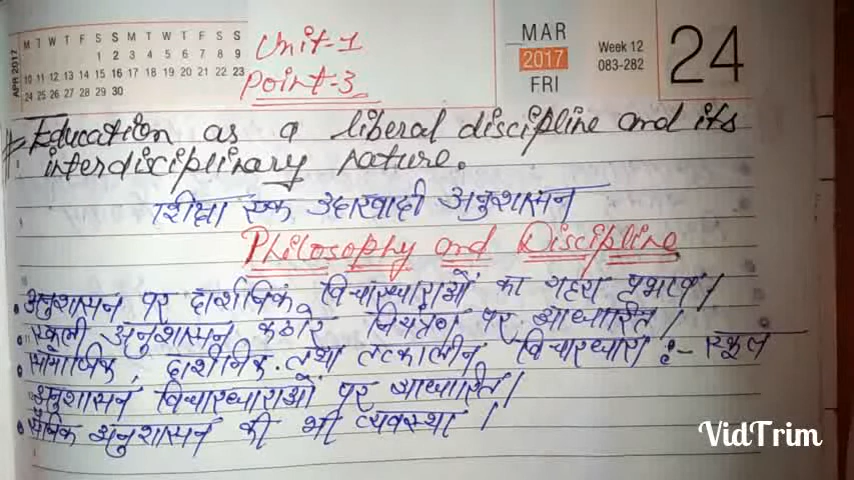 APR 2017
M T W T F S S M T W T F S S
1 2 3 4 5 6 7 8 9
10 11 12 13 14 15 16 17 18 19 20 21 22 23
24 25 26 27 28 29 30
Unit-1
Point-3
MAR
2017
FRI
Week 12
083-282
24
# Education as a liberal discipline and its
interdisciplinary nature.
शिक्षा एक उदारवादी अनुशासन
Philosophy and Discipline
• अनुशासन पर दार्शनिक विचारधाराओं का गहरा प्रभाव।
• स्कूली अनुशासन कठोर नियंत्रण पर आधारित।
• सामाजिक, दार्शनिक तथा तत्कालीन विचारधारा :- स्कूल
अनुशासन विचारधाराओं पर आधारित।
• सैनिक अनुशासन की भी व्यवस्था।
VidTrim